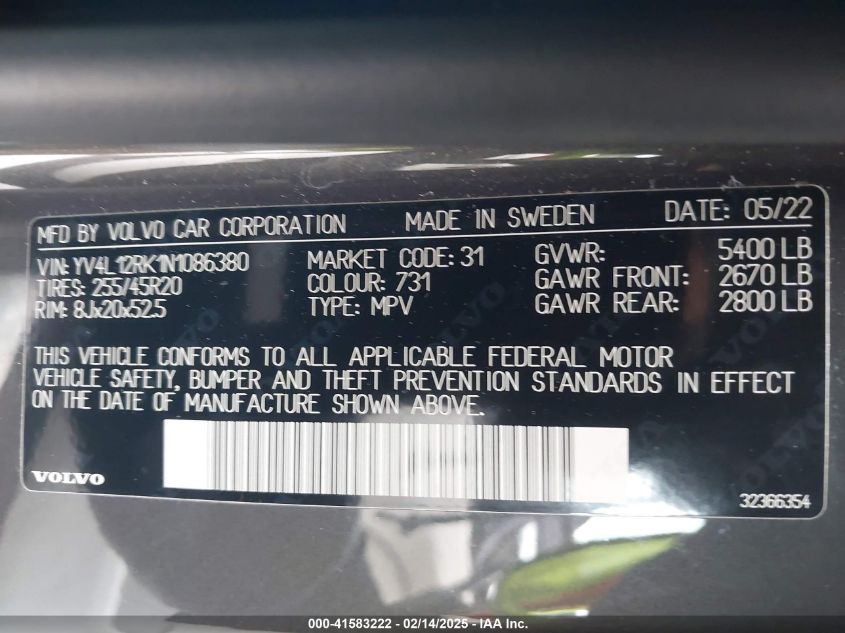 MFD BY VOLVO CAR CORPORATION MADE IN SWEDEN DATE: 05/22
VIN: YV4L12RK1N1086380 MARKET CODE: 31 GVWR: 5400 LB
TIRES: 255/45R20 COLOUR: 731 GAWR FRONT: 2670 LB
RIM: 8Jx20x52.5 TYPE: MPV GAWR REAR: 2800 LB
THIS VEHICLE CONFORMS TO ALL APPLICABLE FEDERAL MOTOR
VEHICLE SAFETY, BUMPER AND THEFT PREVENTION STANDARDS IN EFFECT
ON THE DATE OF MANUFACTURE SHOWN ABOVE.
VOLVO
32366354
000-41583222 - 02/14/2025 - IAA Inc.